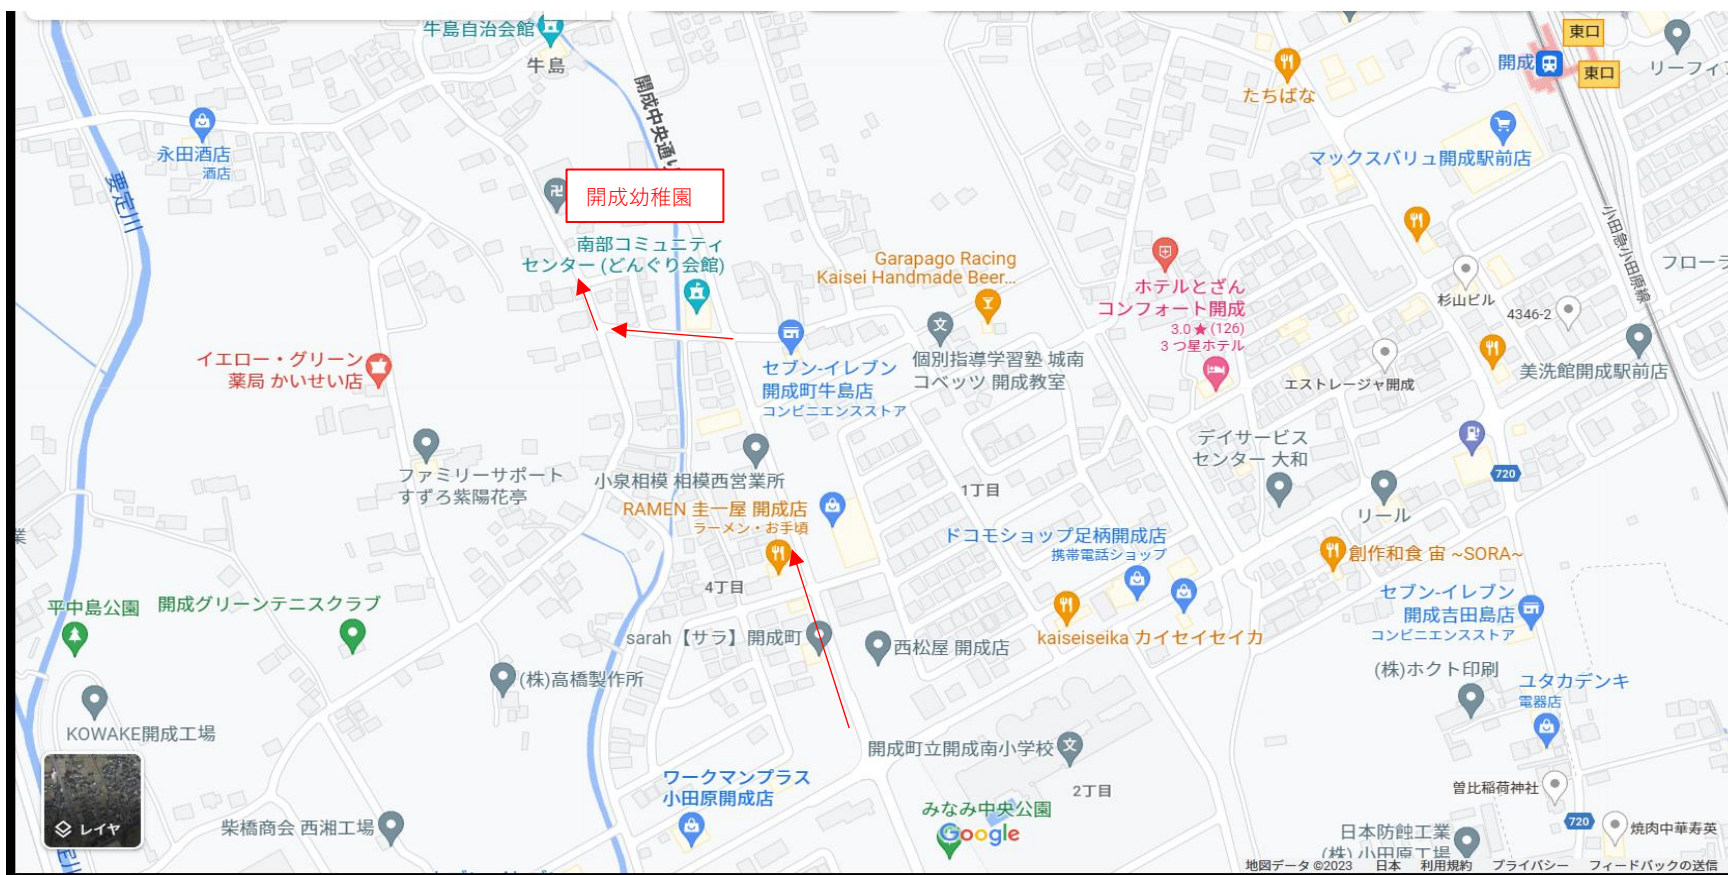 牛島自治会館
牛島
東口
開成
東口
たちばな
開成中央通り
永田酒店
酒店
マックスバリュ開成駅前店
要定川
開成幼稚園
南部コミュニティ
センター (どんぐり会館)
Garapago Racing
Kaisei Handmade Beer...
ホテルとざん
コンフォート開成
3.0★(126)
3 つ星ホテル
小田急小田原線
フローラ
杉山ビル
4346-2
イエロー・グリーン
薬局 かいせい店
セブン-イレブン
開成町牛島店
コンビニエンスストア
個別指導学習塾 城南
コベッツ 開成教室
エストレージャ開成
美洗館開成駅前店
ファミリーサポート
すずろ紫陽花亭
小泉相模 相模西営業所
デイサービス
センター 大和
720
RAMEN 圭一屋 開成店
ラーメン・お手頃
1丁目
リール
ドコモショップ足柄開成店
携帯電話ショップ
創作和食 宙 ~SORA~
業
4丁目
平中島公園
開成グリーンテニスクラブ
セブン-イレブン
開成吉田島店
コンビニエンスストア
sarah【サラ】開成町
西松屋 開成店
kaiseiseika カイセイセイカ
(株)高橋製作所
(株)ホクト印刷
ユタカデンキ
電器店
KOWAKE開成工場
開成町立開成南小学校
ワークマンプラス
小田原開成店
2丁目
曽比稲荷神社
みなみ中央公園
レイヤ
柴橋商会 西湘工場
Google
日本防蝕工業
(株) 小田原工場
720
焼肉中華寿英
地図データ ©2023 日本 利用規約 プライバシー フィードバックの送信